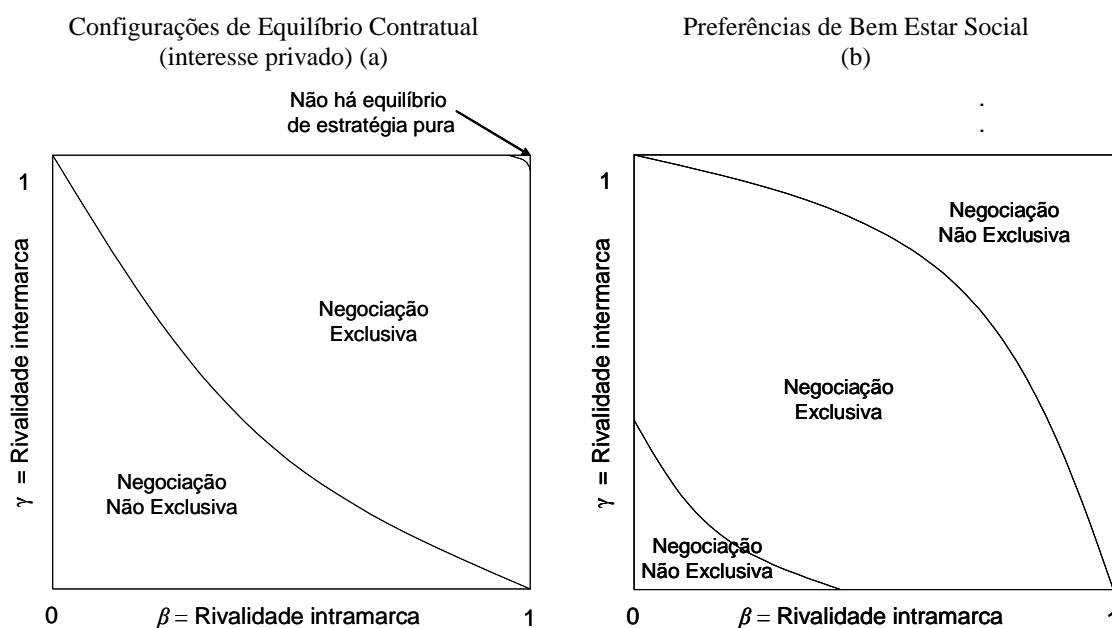 Configurações de Equilíbrio Contratual
(interesse privado) (a)
Não há equilíbrio
de estratégia pura
1
γ = Rivalidade intermarca
Negociação
Exclusiva
Negociação
Não Exclusiva
0
β = Rivalidade intramarca
1
Preferências de Bem Estar Social
(b)
.
.
1
γ = Rivalidade intermarca
Negociação
Não Exclusiva
Negociação
Exclusiva
Negociação
Não Exclusiva
0
β = Rivalidade intramarca
1